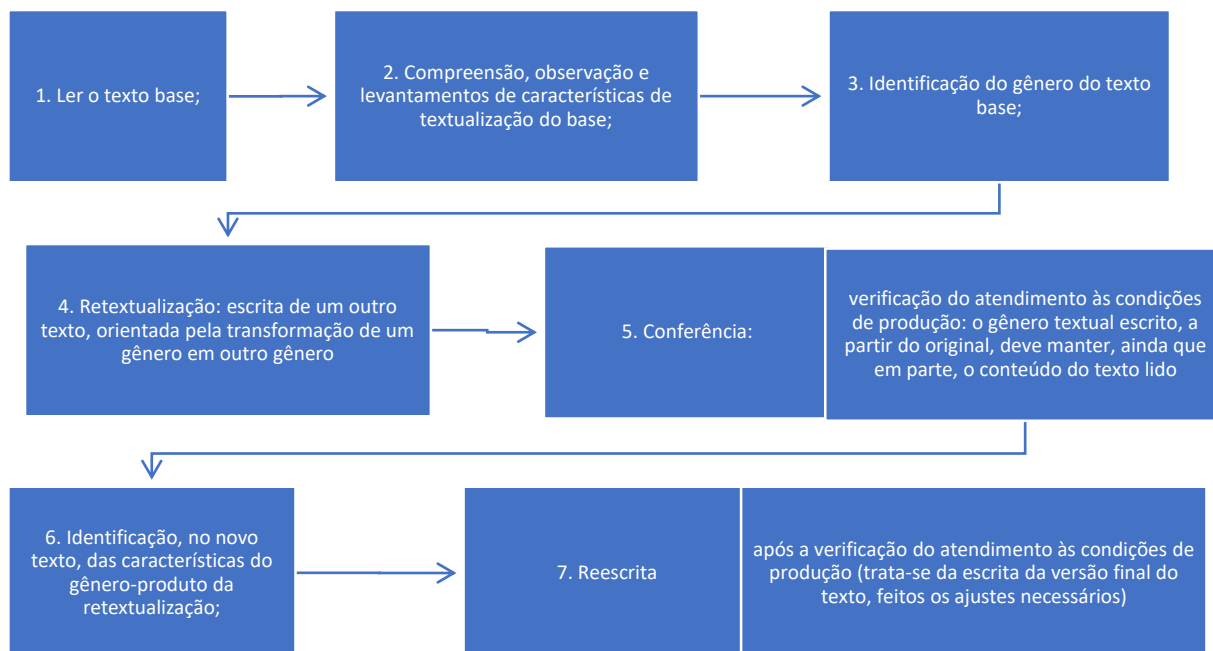 1. Ler o texto base;
2. Compreensão, observação e
levantamentos de características de
textualização do base;
3. Identificação do gênero do texto
base;
4. Retextualização: escrita de um outro
texto, orientada pela transformação de um
gênero em outro gênero
5. Conferência:
verificação do atendimento às condições
de produção: o gênero textual escrito, a
partir do original, deve manter, ainda que
em parte, o conteúdo do texto lido
6. Identificação, no novo
texto, das características do
gênero-produto da
retextualização;
7. Reescrita
após a verificação do atendimento às condições de
produção (trata-se da escrita da versão final do
texto, feitos os ajustes necessários)